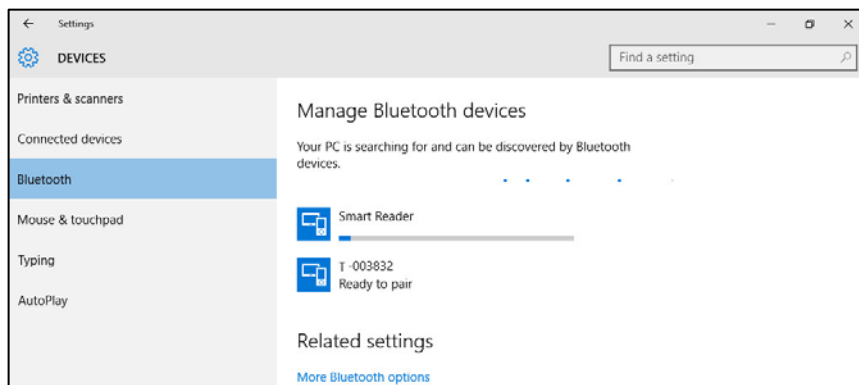 Settings
DEVICES
Find a setting
Printers & scanners
Connected devices
Bluetooth
Mouse & touchpad
Typing
AutoPlay
Manage Bluetooth devices
Your PC is searching for and can be discovered by Bluetooth
devices.
Smart Reader
T -003832
Ready to pair
Related settings
More Bluetooth options